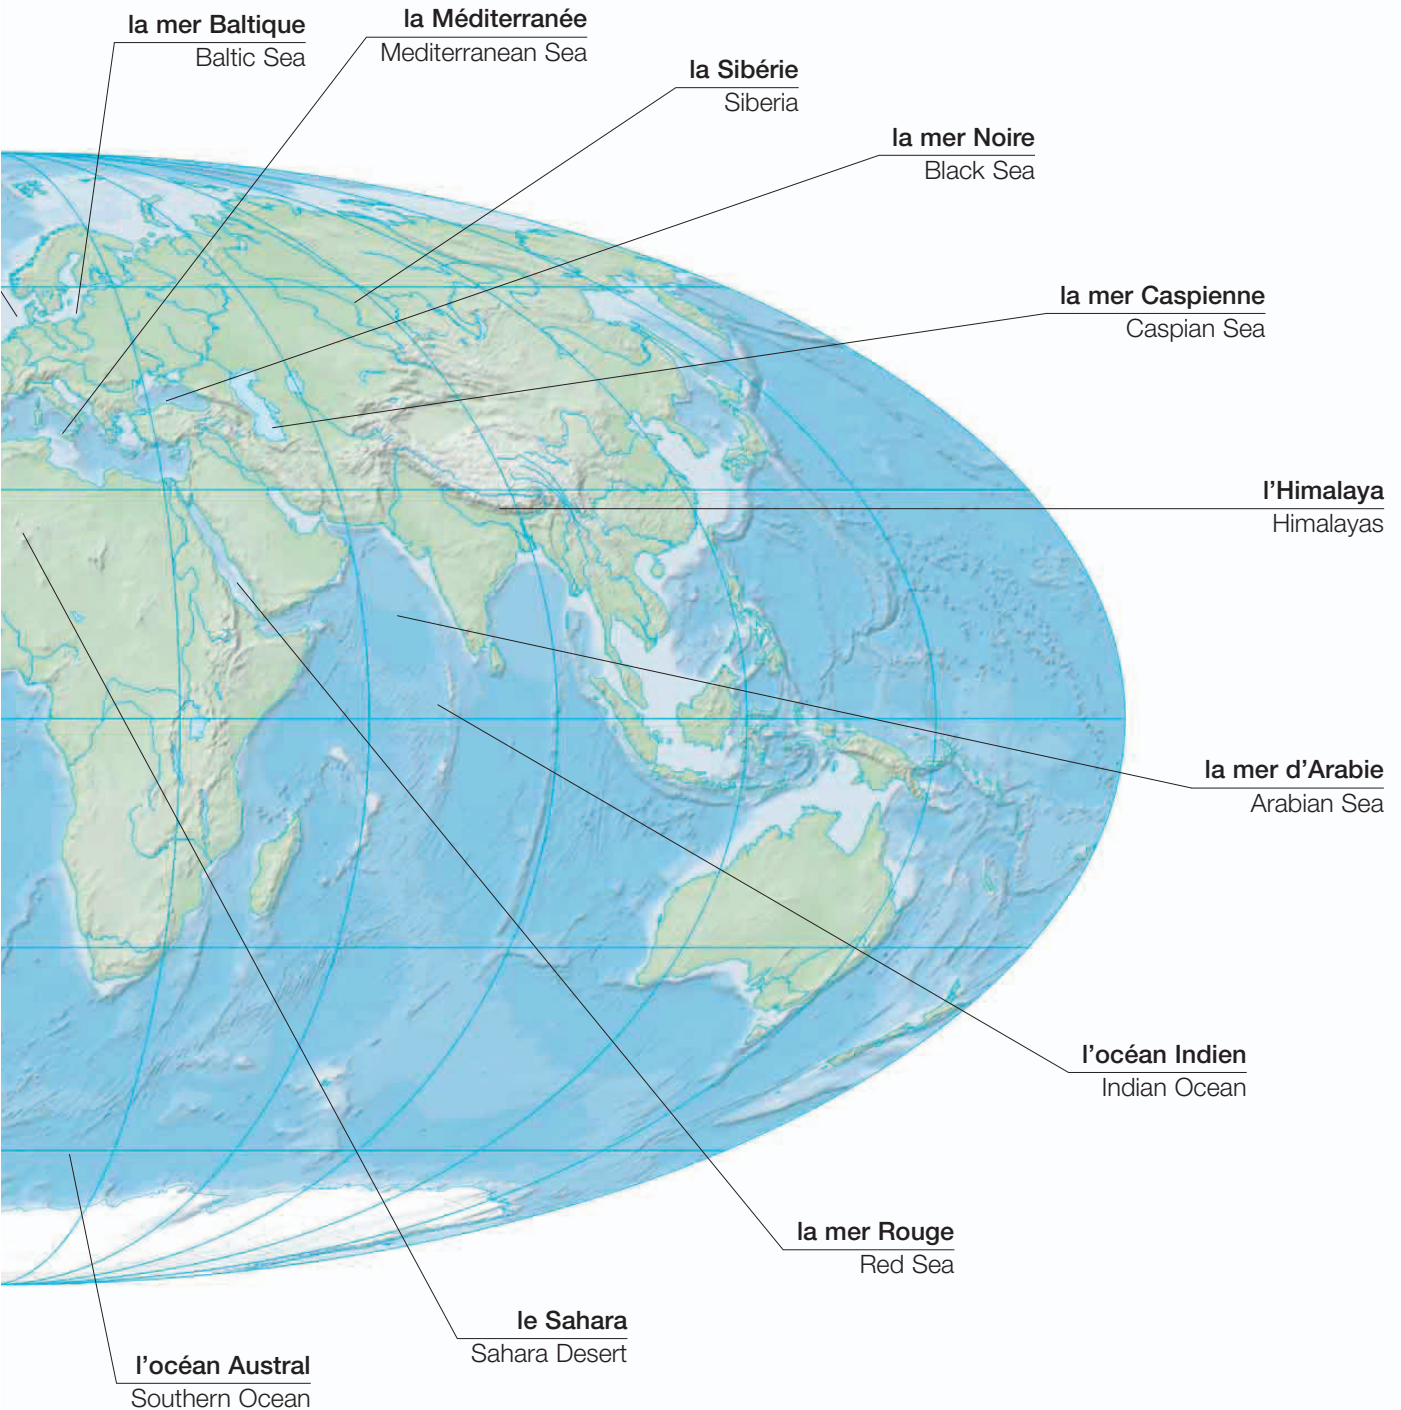 la mer Baltique
Baltic Sea
la Méditerranée
Mediterranean Sea
la Sibérie
Siberia
la mer Noire
Black Sea
la mer Caspienne
Caspian Sea
l’Himalaya
Himalayas
la mer d’Arabie
Arabian Sea
l’océan Indien
Indian Ocean
la mer Rouge
Red Sea
le Sahara
Sahara Desert
l’océan Austral
Southern Ocean